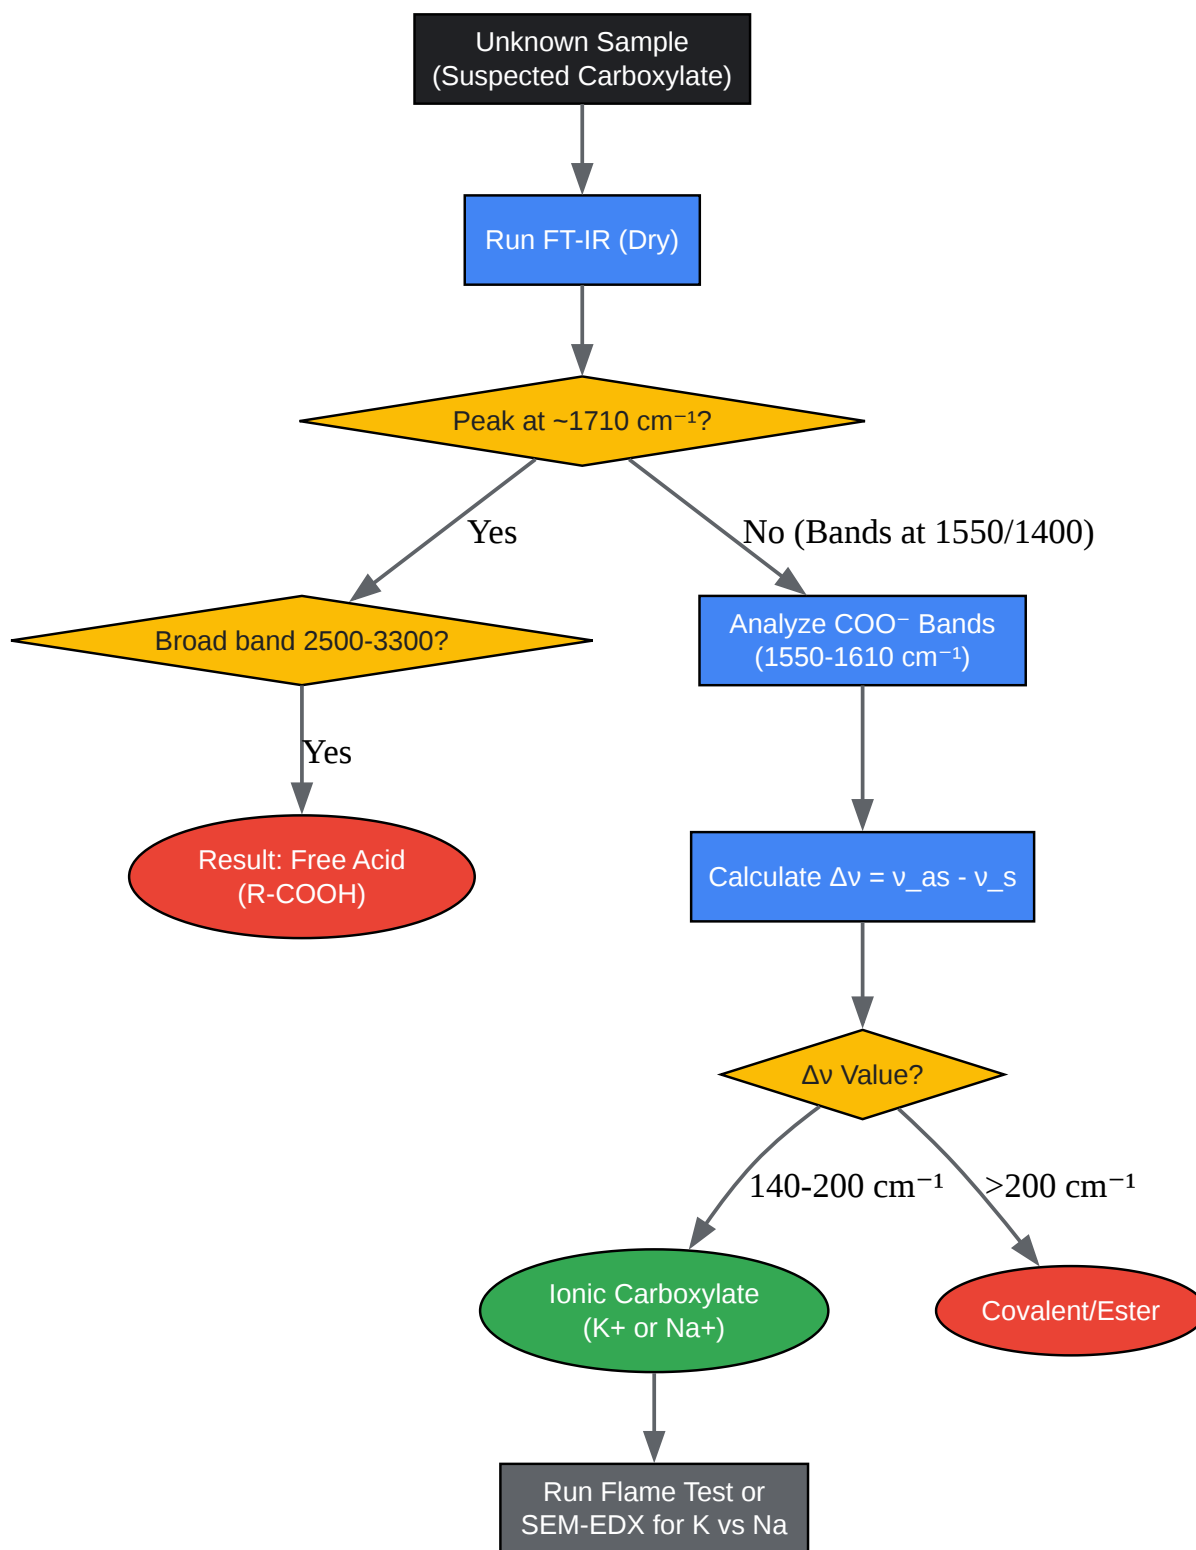 Unknown Sample
(Suspected Carboxylate)
Run FT-IR (Dry)
Peak at ~1710 cm⁻¹?
Yes
No (Bands at 1550/1400)
Broad band 2500-3300?
Analyze COO⁻ Bands
(1550-1610 cm⁻¹)
Yes
Result: Free Acid
(R-COOH)
Calculate Δν = ν_as - ν_s
Δν Value?
140-200 cm⁻¹
>200 cm⁻¹
Ionic Carboxylate
(K+ or Na+)
Covalent/Ester
Run Flame Test or
SEM-EDX for K vs Na